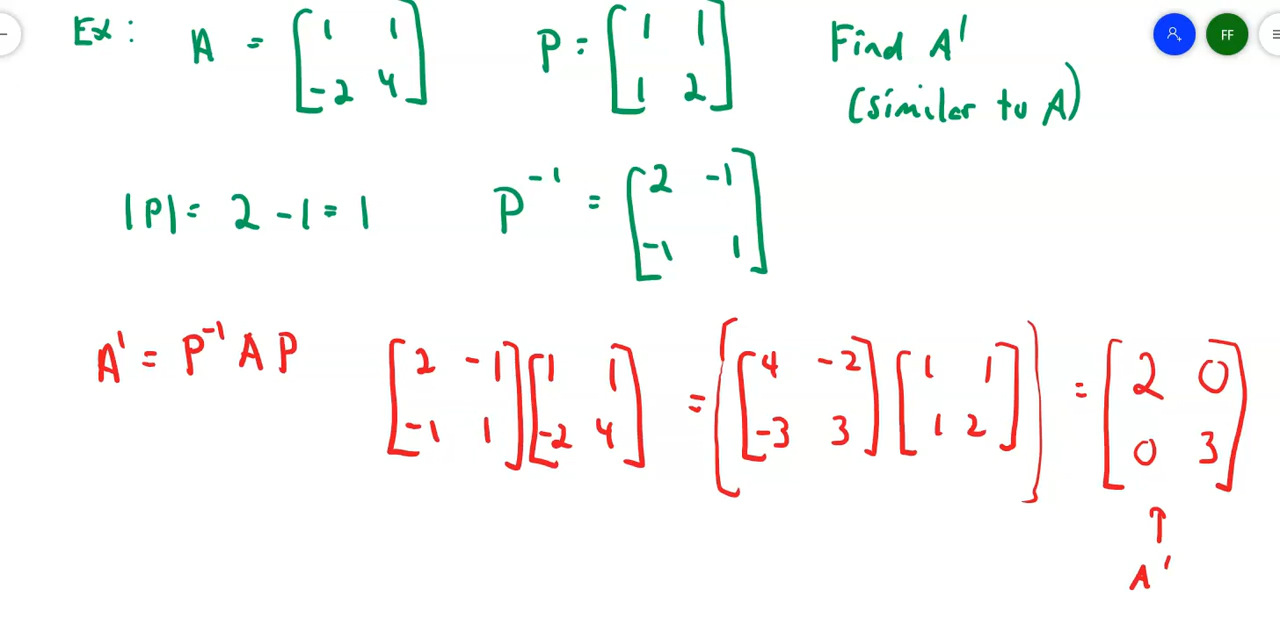 Ex: A = [1 1; -2 4] P = [1 1; 1 2] Find A'
(similar to A)
FF
|P| = 2 - 1 = 1 P⁻¹ = [2 -1; -1 1]
A' = P⁻¹ A P [2 -1; -1 1] [1 1; -2 4] = [[4 -2; -3 3] [1 1; 1 2]] = [2 0; 0 3]
↑
A'